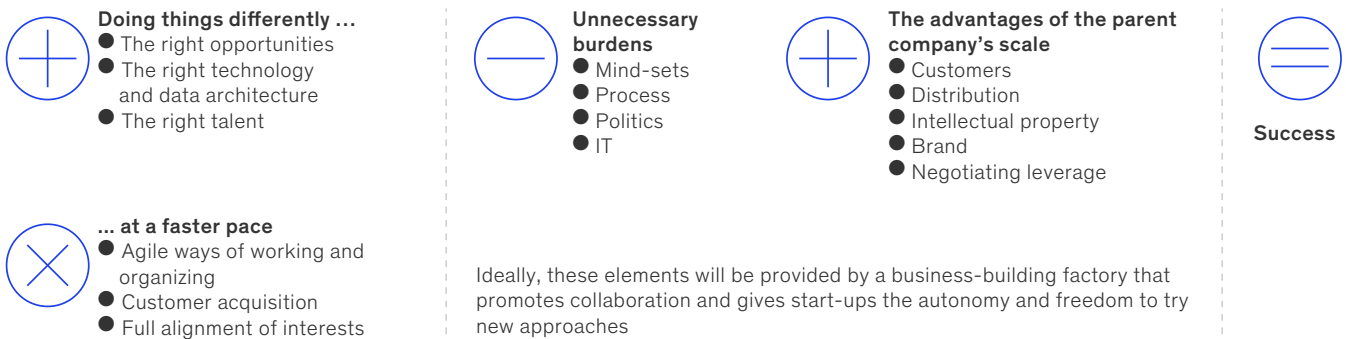 Doing things differently …
● The right opportunities
● The right technology
and data architecture
● The right talent
... at a faster pace
● Agile ways of working and
organizing
● Customer acquisition
● Full alignment of interests
Unnecessary
burdens
● Mind-sets
● Process
● Politics
● IT
The advantages of the parent
company’s scale
● Customers
● Distribution
● Intellectual property
● Brand
● Negotiating leverage
Ideally, these elements will be provided by a business-building factory that
promotes collaboration and gives start-ups the autonomy and freedom to try
new approaches
Success